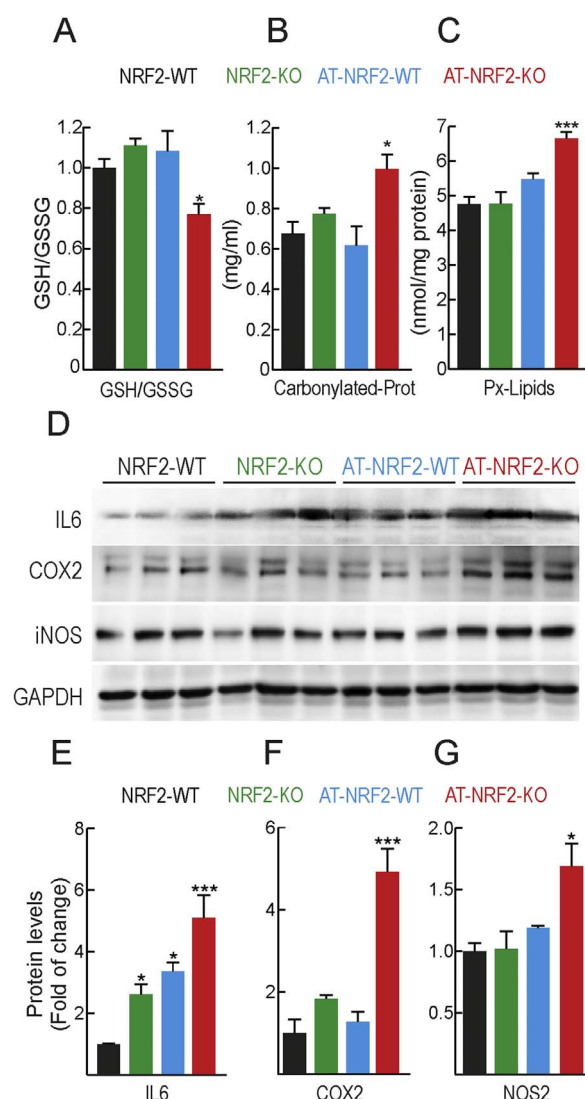 A B C
NRF2-WT NRF2-KO AT-NRF2-WT AT-NRF2-KO
GSH/GSSG
1.2
1.0
0.8
0.6
0.4
0.2
0
*
GSH/GSSG
(mg/ml)
1.2
1.0
0.8
0.6
0.4
0.2
0
*
Carbonylated-Prot
(nmol/mg protein)
7
6
5
4
3
2
1
0
***
Px-Lipids
D
NRF2-WT NRF2-KO AT-NRF2-WT AT-NRF2-KO
IL6
COX2
iNOS
GAPDH
E F G
NRF2-WT NRF2-KO AT-NRF2-WT AT-NRF2-KO
Protein levels
(Fold of change)
8
6
4
2
* * ***
IL6
6
4
2
***
COX2
2.0
1.5
1.0
0.5
*
NOS2